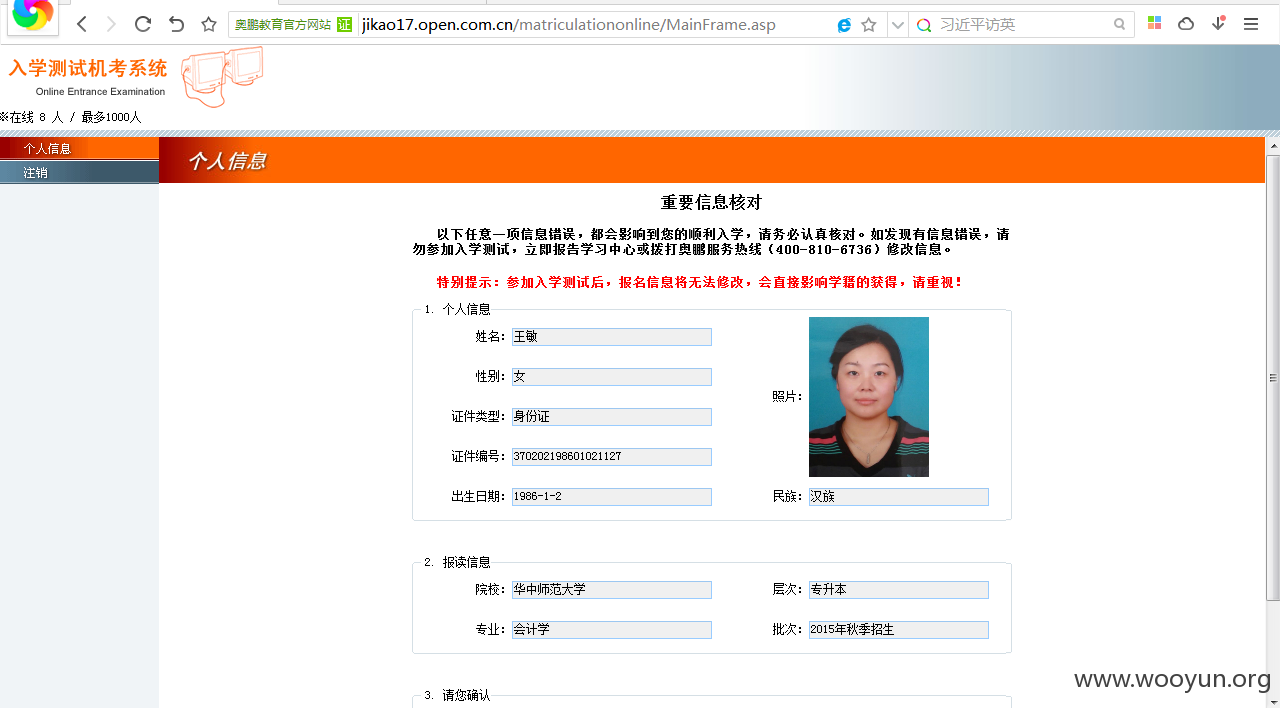 奥鹏教育官方网站 证 jikao17.open.com.cn/matriculationonline/MainFrame.asp 习近平访英
入学测试机考系统
Online Entrance Examination
※在线 8 人 / 最多1000人
个人信息
注销
个人信息
重要信息核对
以下任意一项信息错误，都会影响到您的顺利入学，请务必认真核对。如发现有信息错误，请
勿参加入学测试，立即报告学习中心或拨打奥鹏服务热线（400-810-6736）修改信息。
特别提示：参加入学测试后，报名信息将无法修改，会直接影响学籍的获得，请重视！
1. 个人信息
姓名：王敏
性别：女
照片：
证件类型：身份证
证件编号：370202198601021127
出生日期：1986-1-2 民族：汉族
2. 报读信息
院校：华中师范大学 层次：专升本
专业：会计学 批次：2015年秋季招生
3. 请您确认
www.wooyun.org